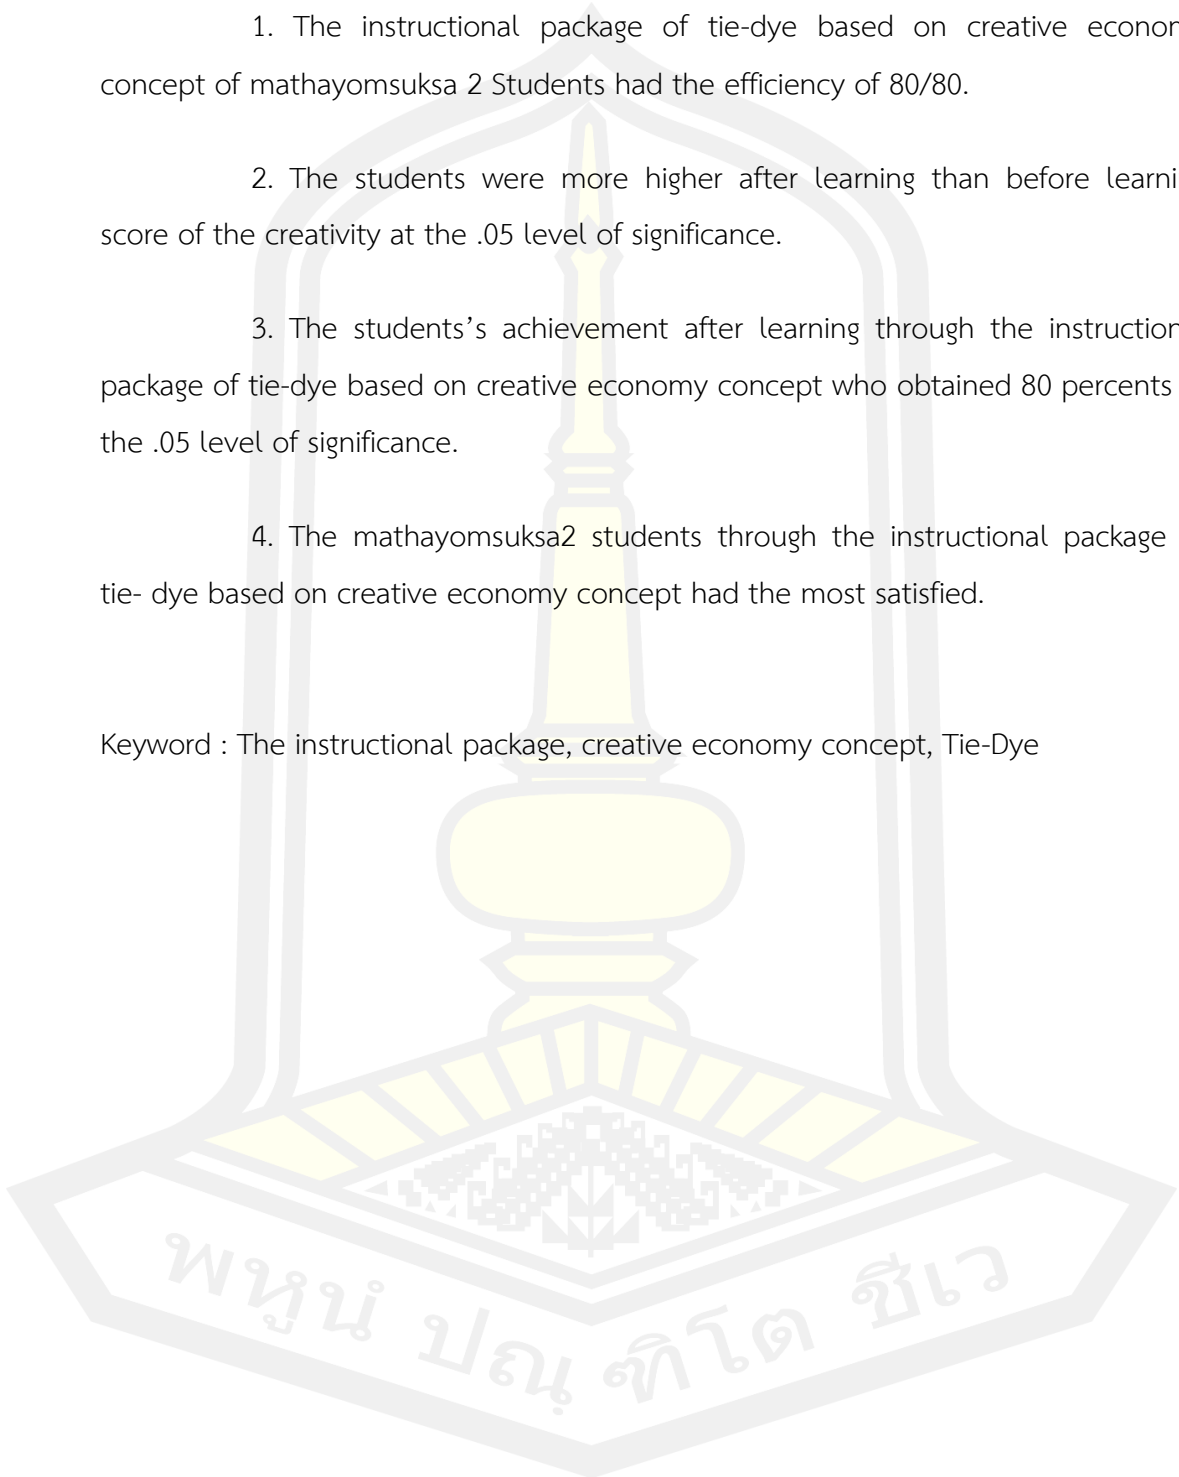 1. The instructional package of tie-dye based on creative econom
concept of mathayomsuksa 2 Students had the efficiency of 80/80.
2. The students were more higher after learning than before learni
score of the creativity at the .05 level of significance.
3. The students’s achievement after learning through the instruction
package of tie-dye based on creative economy concept who obtained 80 percents
the .05 level of significance.
4. The mathayomsuksa2 students through the instructional package
tie- dye based on creative economy concept had the most satisfied.
Keyword : The instructional package, creative economy concept, Tie-Dye
พหูนํ ปณฺฑิโต ชีเว